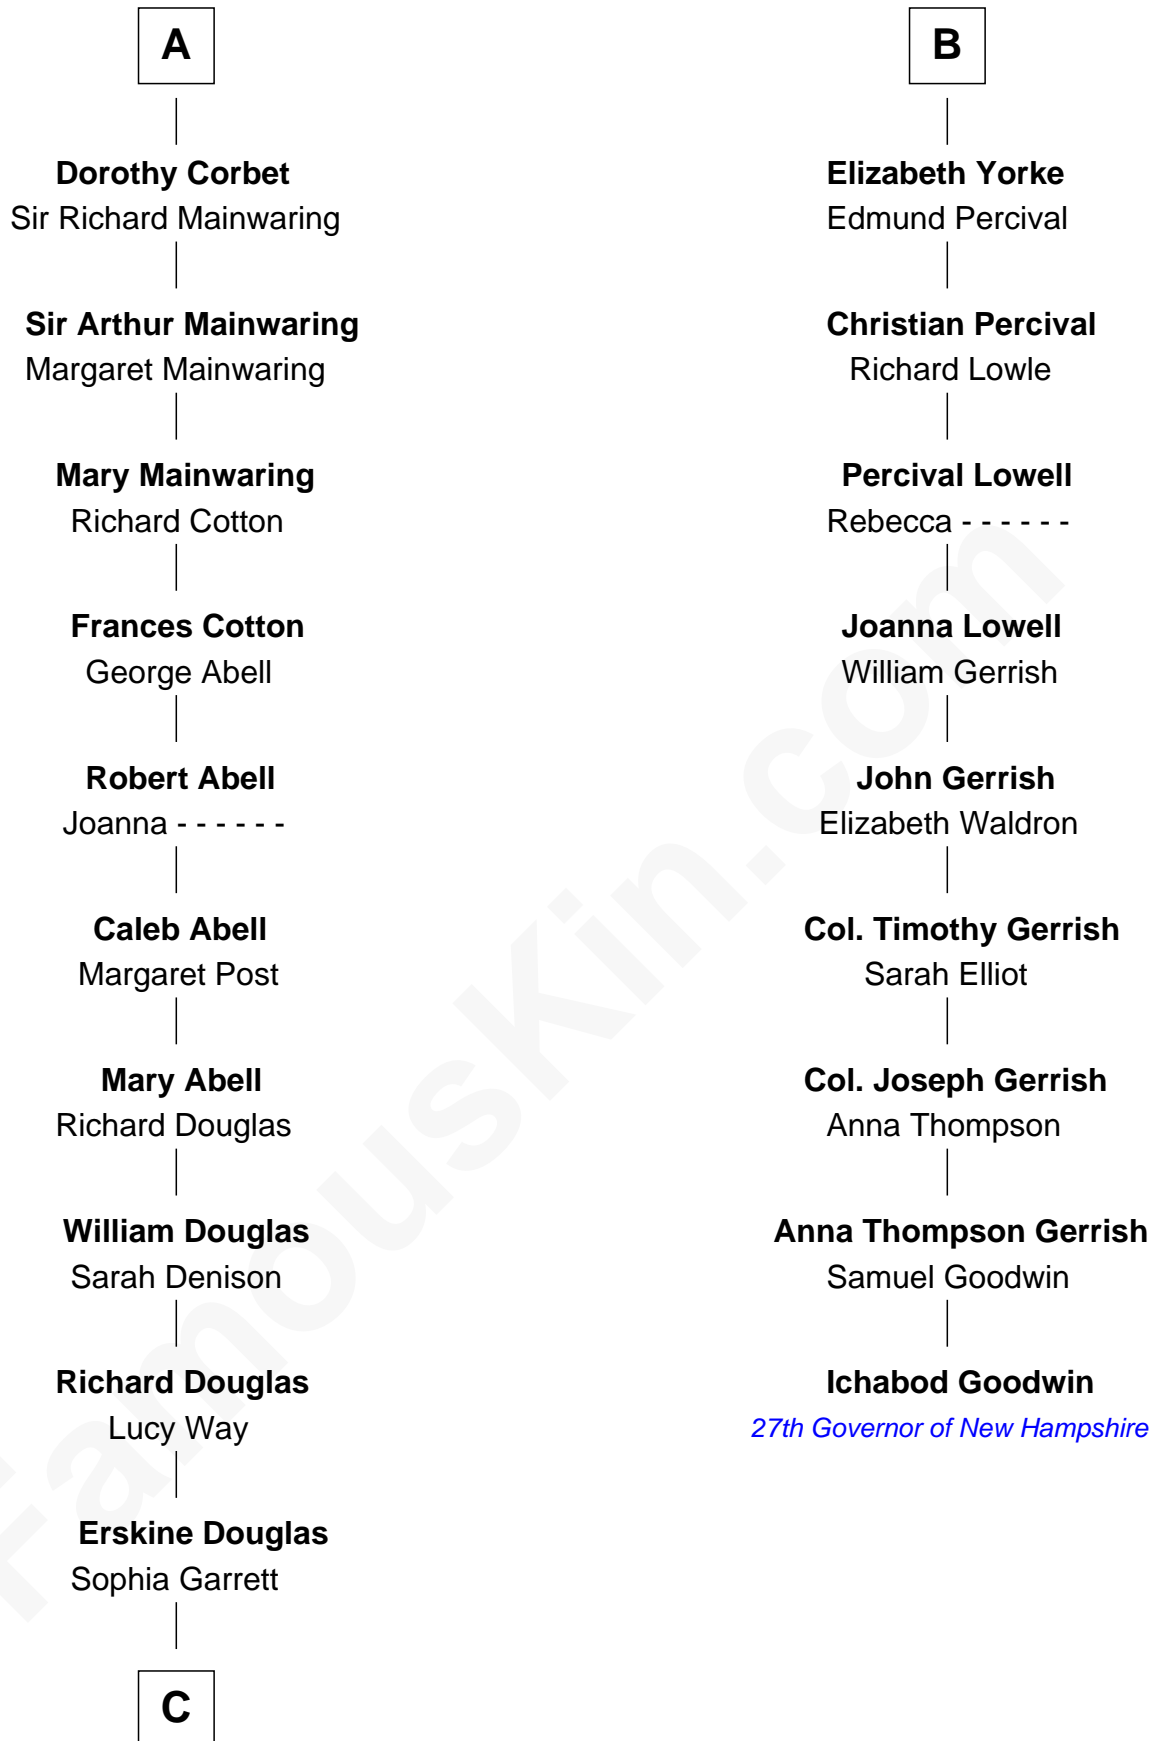 A
Dorothy Corbet
Sir Richard Mainwaring
Sir Arthur Mainwaring
Margaret Mainwaring
Mary Mainwaring
Richard Cotton
Frances Cotton
George Abell
Robert Abell
Joanna - - - - - -
Caleb Abell
Margaret Post
Mary Abell
Richard Douglas
William Douglas
Sarah Denison
Richard Douglas
Lucy Way
Erskine Douglas
Sophia Garrett
C
B
Elizabeth Yorke
Edmund Percival
Christian Percival
Richard Lowle
Percival Lowell
Rebecca - - - - - -
Joanna Lowell
William Gerrish
John Gerrish
Elizabeth Waldron
Col. Timothy Gerrish
Sarah Elliot
Col. Joseph Gerrish
Anna Thompson
Anna Thompson Gerrish
Samuel Goodwin
Ichabod Goodwin
27th Governor of New Hampshire
FamousKin.com